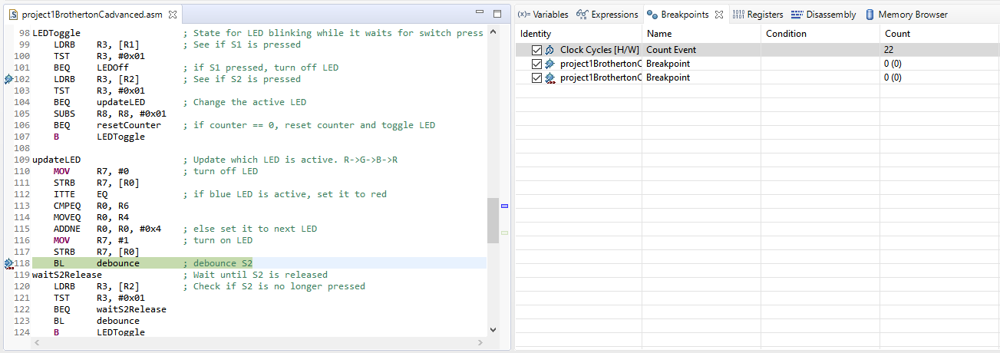 project1BrothertonCadvanced.asm
98 LEDToggle ; State for LED blinking while it waits for switch press
99 LDRB R3, [R1] ; See if S1 is pressed
100 TST R3, #0x01
101 BEQ LEDOff ; if S1 pressed, turn off LED
102 LDRB R3, [R2] ; See if S2 is pressed
103 TST R3, #0x01
104 BEQ updateLED ; Change the active LED
105 SUBS R8, R8, #0x01
106 BEQ resetCounter ; if counter == 0, reset counter and toggle LED
107 B LEDToggle
108
109 updateLED ; Update which LED is active. R->G->B->R
110 MOV R7, #0 ; turn off LED
111 STRB R7, [R0]
112 ITTE EQ ; if blue LED is active, set it to red
113 CMPEQ R0, R6
114 MOVEQ R0, R4
115 ADDNE R0, R0, #0x4 ; else set it to next LED
116 MOV R7, #1 ; turn on LED
117 STRB R7, [R0]
118 BL debounce ; debounce S2
119 waitS2Release ; Wait until S2 is released
120 LDRB R3, [R2] ; Check if S2 is no longer pressed
121 TST R3, #0x01
122 BEQ waitS2Release
123 BL debounce
124 B LEDToggle
(x)= Variables Expressions Breakpoints 1010 0101 Registers Disassembly Memory Browser
Identity Name Condition Count
Clock Cycles [H/W] Count Event 22
project1BrothertonC Breakpoint 0 (0)
project1BrothertonC Breakpoint 0 (0)